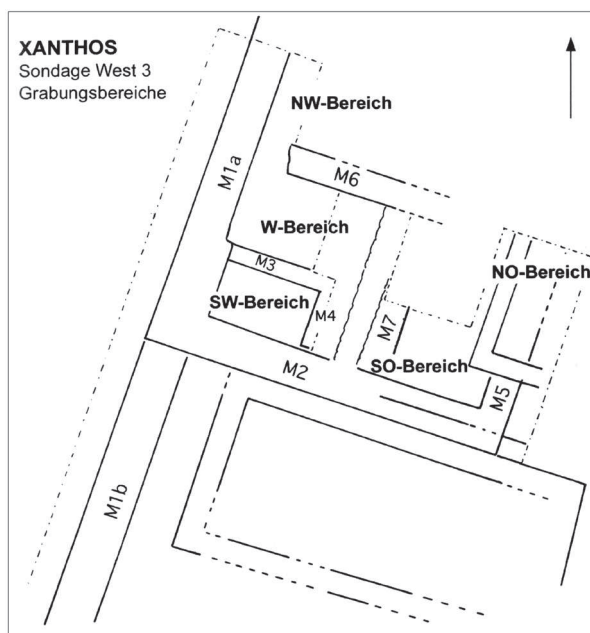 XANTHOS
Sondage West 3
Grabungsbereiche
NW-Bereich
M1a
M6
W-Bereich
M3
NO-Bereich
SW-Bereich
M4
M7
M2
SO-Bereich
M5
M1b